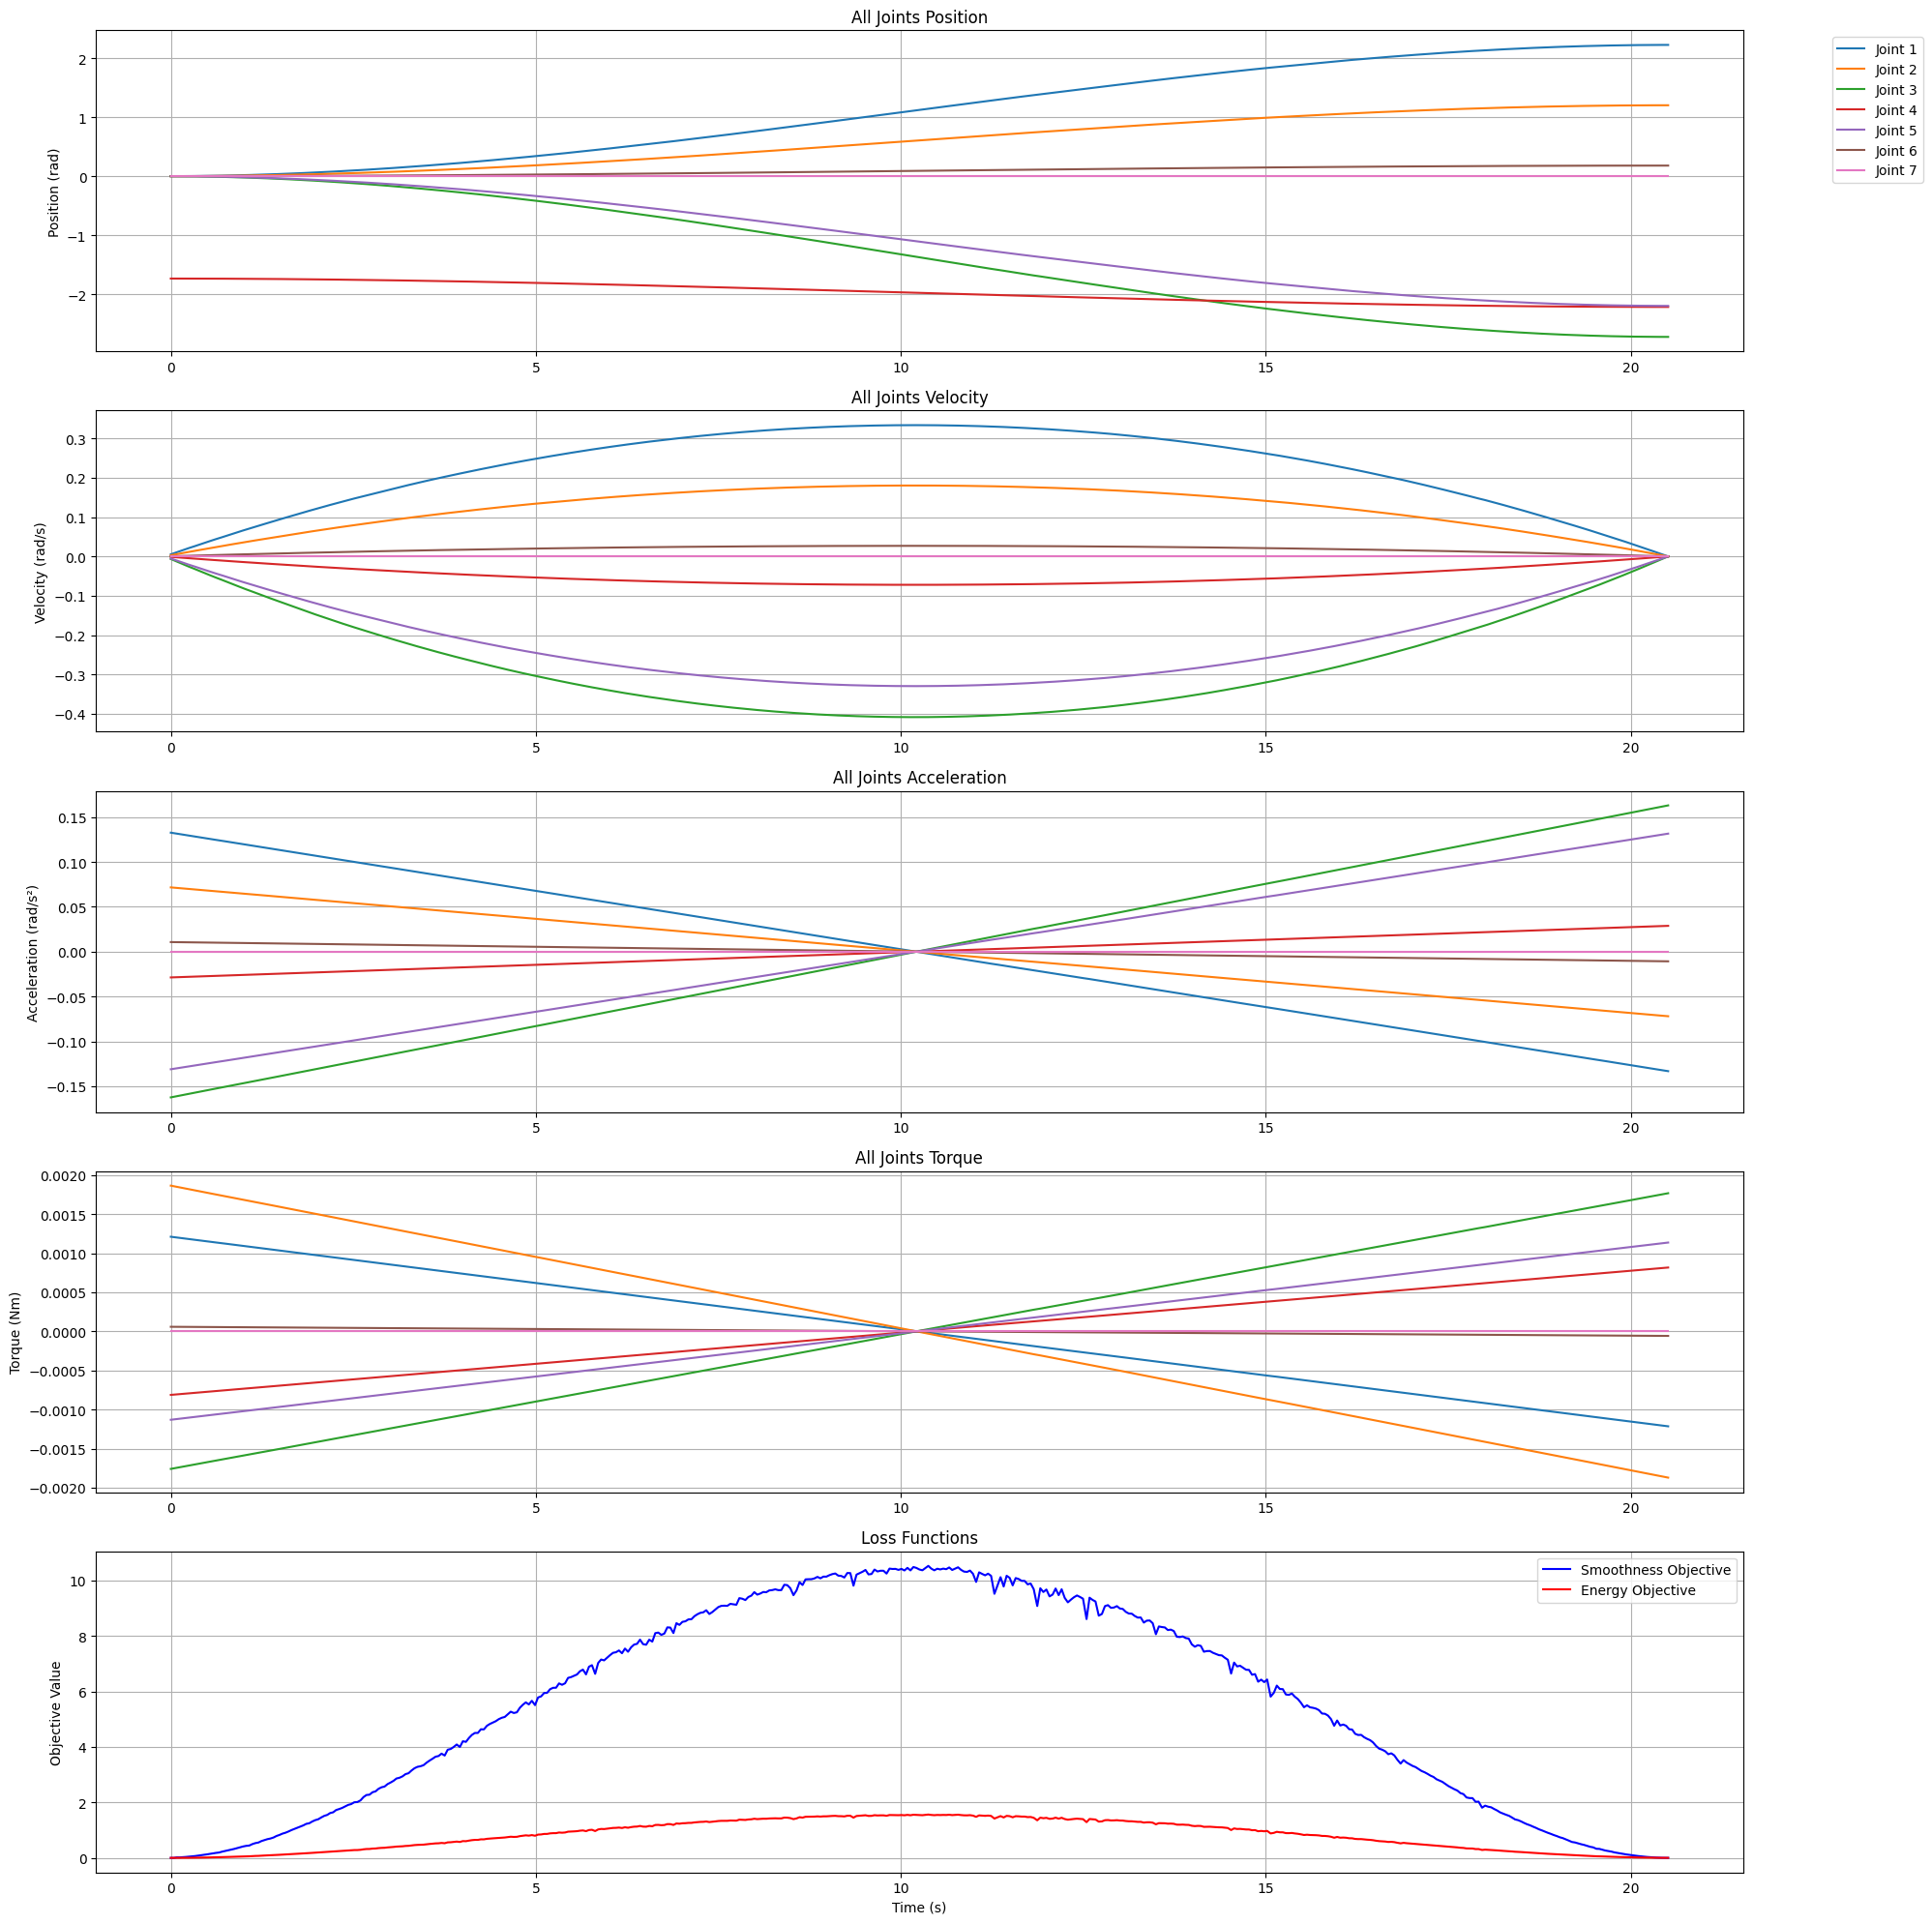 All Joints Position
Position (rad)
2
1
0
−1
−2
0 5 10 15 20
Joint 1
Joint 2
Joint 3
Joint 4
Joint 5
Joint 6
Joint 7
All Joints Velocity
Velocity (rad/s)
0.3
0.2
0.1
0.0
−0.1
−0.2
−0.3
−0.4
0 5 10 15 20
All Joints Acceleration
Acceleration (rad/s²)
0.15
0.10
0.05
0.00
−0.05
−0.10
−0.15
0 5 10 15 20
All Joints Torque
Torque (Nm)
0.0020
0.0015
0.0010
0.0005
0.0000
−0.0005
−0.0010
−0.0015
−0.0020
0 5 10 15 20
Loss Functions
Objective Value
10
8
6
4
2
0
Smoothness Objective
Energy Objective
0 5 10 15 20
Time (s)